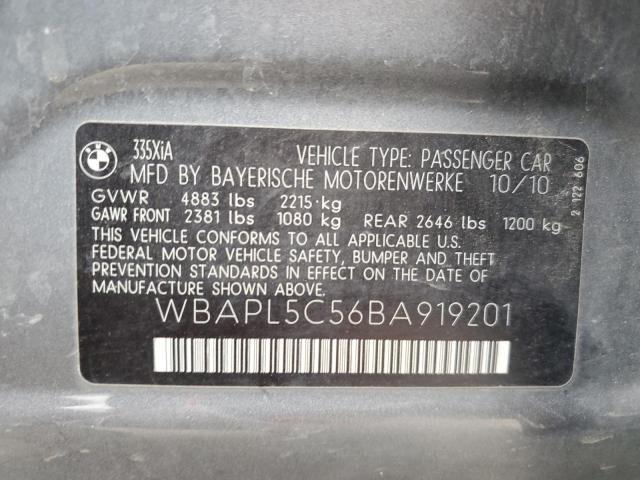 BMW
335XiA
VEHICLE TYPE: PASSENGER CAR
MFD BY BAYERISCHE MOTORENWERKE 10/10
GVWR 4883 lbs 2215·kg
GAWR FRONT 2381 lbs 1080 kg REAR 2646 lbs 1200 kg
THIS VEHICLE CONFORMS TO ALL APPLICABLE U.S.
FEDERAL MOTOR VEHICLE SAFETY, BUMPER AND THEFT
PREVENTION STANDARDS IN EFFECT ON THE DATE OF
MANUFACTURE SHOWN ABOVE.
WBAPL5C56BA919201
2 122 606